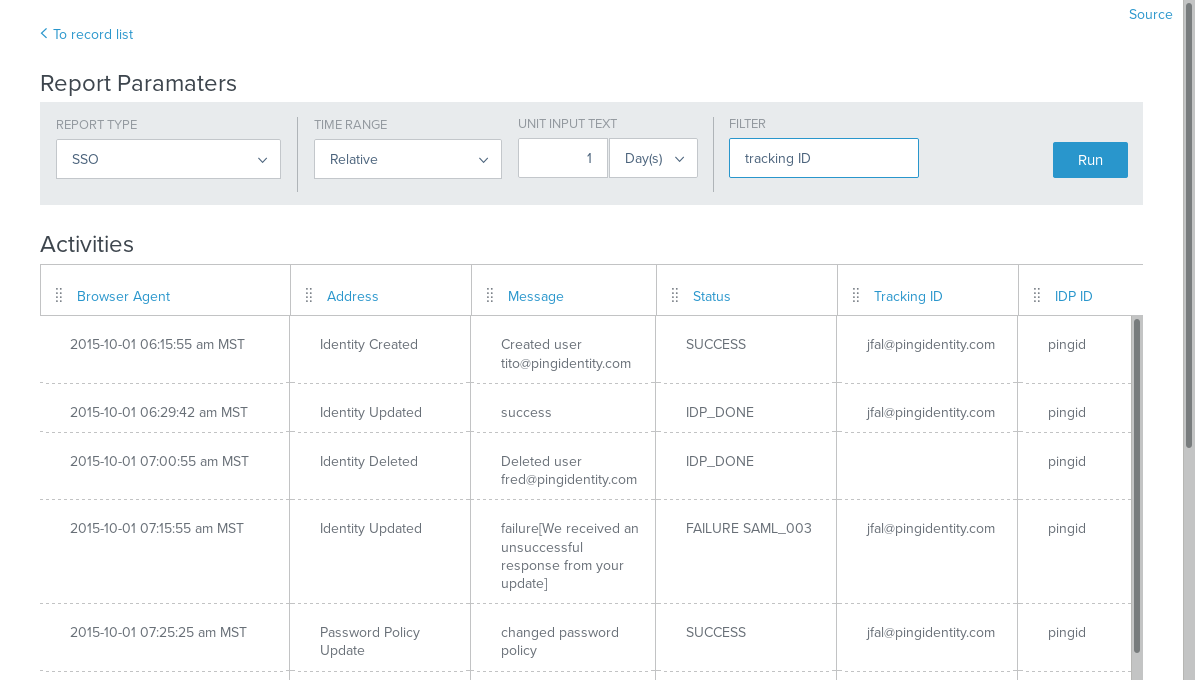 Source
To record list
Report Paramaters
REPORT TYPE TIME RANGE UNIT INPUT TEXT FILTER
SSO Relative 1 Day(s) tracking ID Run
Activities
Browser Agent Address Message Status Tracking ID IDP ID
2015-10-01 06:15:55 am MST Identity Created Created user SUCCESS jfal@pingidentity.com pingid
tito@pingidentity.com
2015-10-01 06:29:42 am MST Identity Updated success IDP_DONE jfal@pingidentity.com pingid
2015-10-01 07:00:55 am MST Identity Deleted Deleted user IDP_DONE pingid
fred@pingidentity.com
2015-10-01 07:15:55 am MST Identity Updated failure[We received an FAILURE SAML_003 jfal@pingidentity.com pingid
unsuccessful
response from your
update]
2015-10-01 07:25:25 am MST Password Policy changed password SUCCESS jfal@pingidentity.com pingid
Update policy